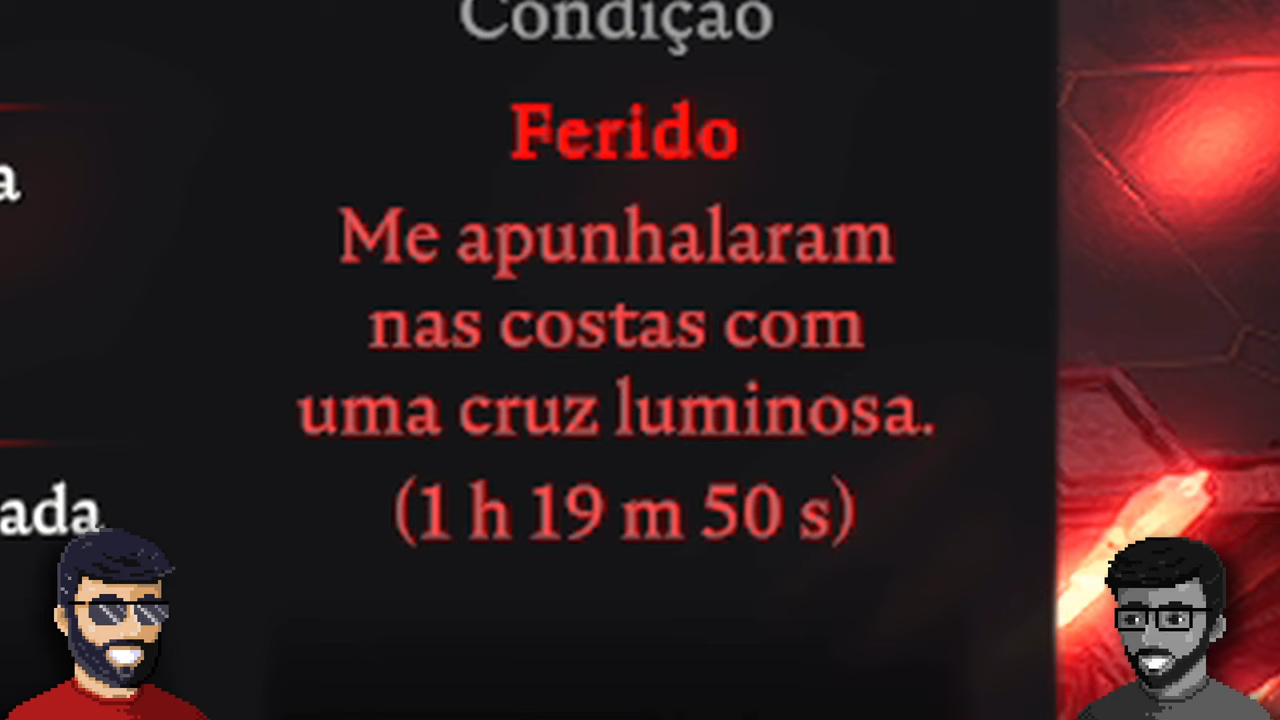 Condição
Ferido
a
Me apunhalaram
nas costas com
uma cruz luminosa.
ada
(1 h 19 m 50 s)